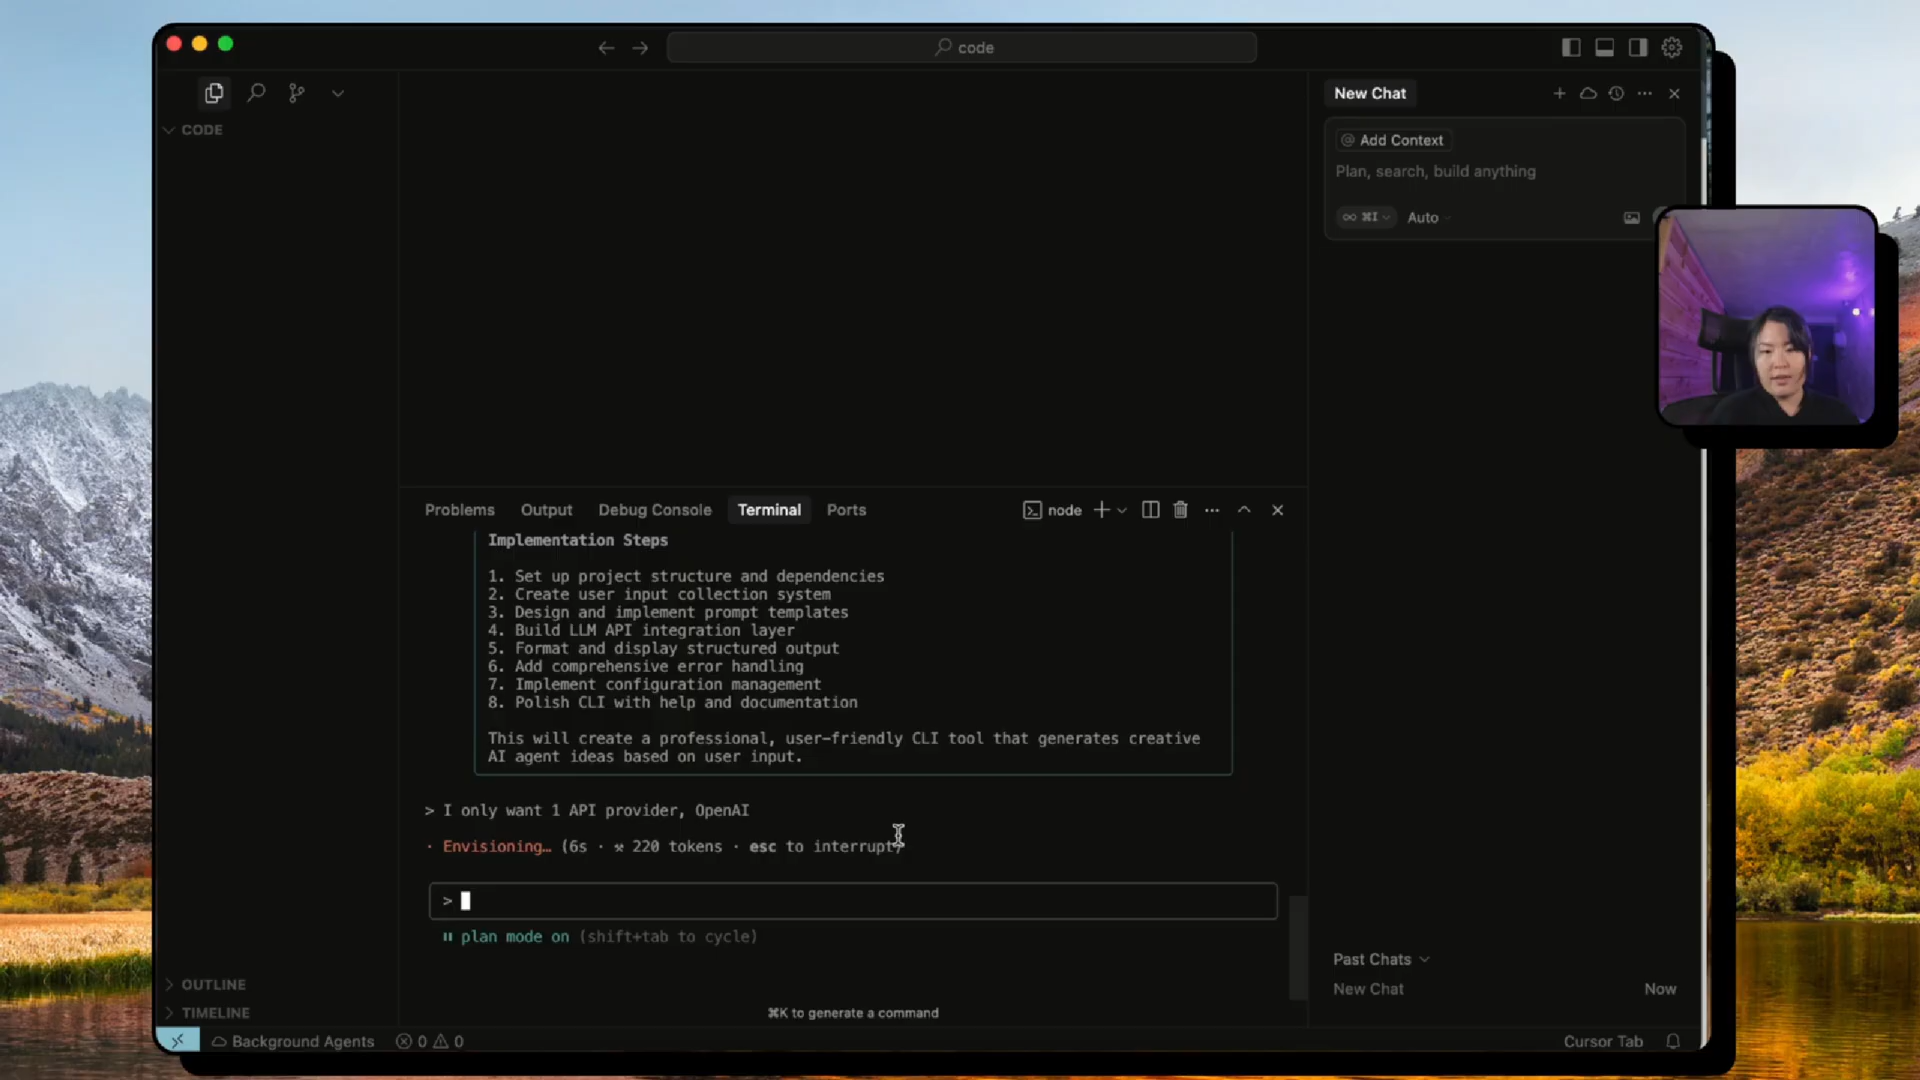 code
CODE
New Chat
@ Add Context
Plan, search, build anything
∞ ⌘I
Auto
Problems
Output
Debug Console
Terminal
Ports
node
Implementation Steps
1. Set up project structure and dependencies
2. Create user input collection system
3. Design and implement prompt templates
4. Build LLM API integration layer
5. Format and display structured output
6. Add comprehensive error handling
7. Implement configuration management
8. Polish CLI with help and documentation
This will create a professional, user-friendly CLI tool that generates creative
AI agent ideas based on user input.
> I only want 1 API provider, OpenAI
· Envisioning… (6s · ⚒ 220 tokens · esc to interrupt)
>
⏸ plan mode on (shift+tab to cycle)
⌘K to generate a command
Past Chats
New Chat
Now
OUTLINE
TIMELINE
Background Agents
0
0
Cursor Tab